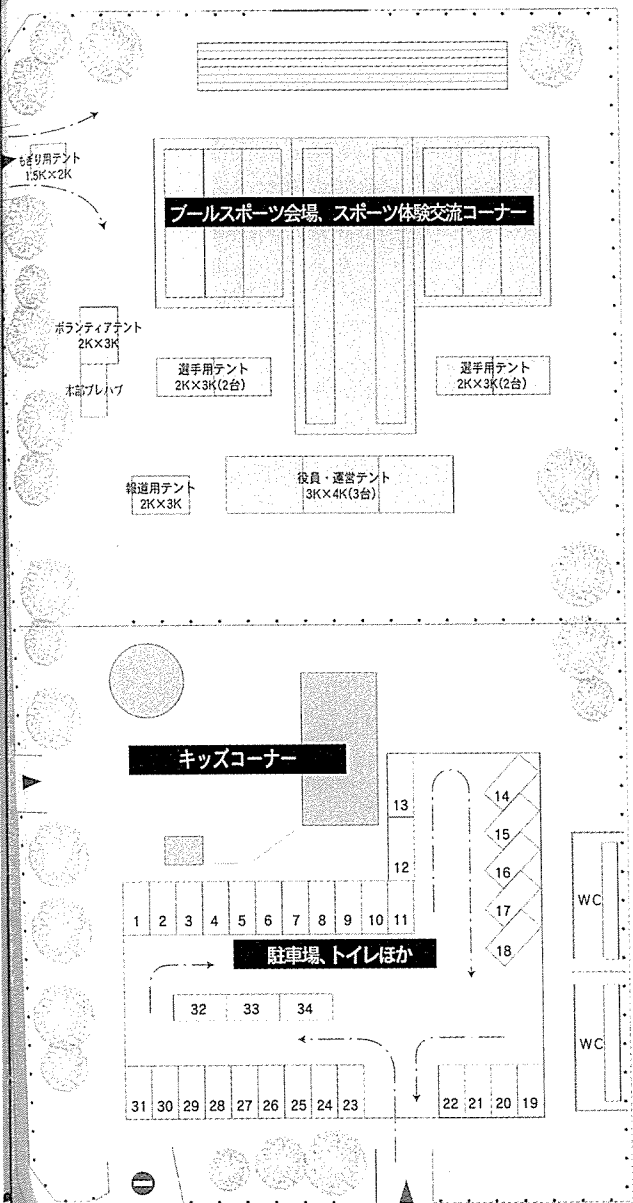 もぎり用テント
1.5K×2K
プールスポーツ会場、スポーツ体験交流コーナー
ボランティアテント
2K×3K
本部プレハブ
選手用テント
2K×3K(2台)
選手用テント
2K×3K(2台)
報道用テント
2K×3K
役員・運営テント
3K×4K(3台)
キッズコーナー
13
12
14
15
16
17
18
1 2 3 4 5 6 7 8 9 10 11
駐車場、トイレほか
WC
WC
32 33 34
31 30 29 28 27 26 25 24 23
22 21 20 19